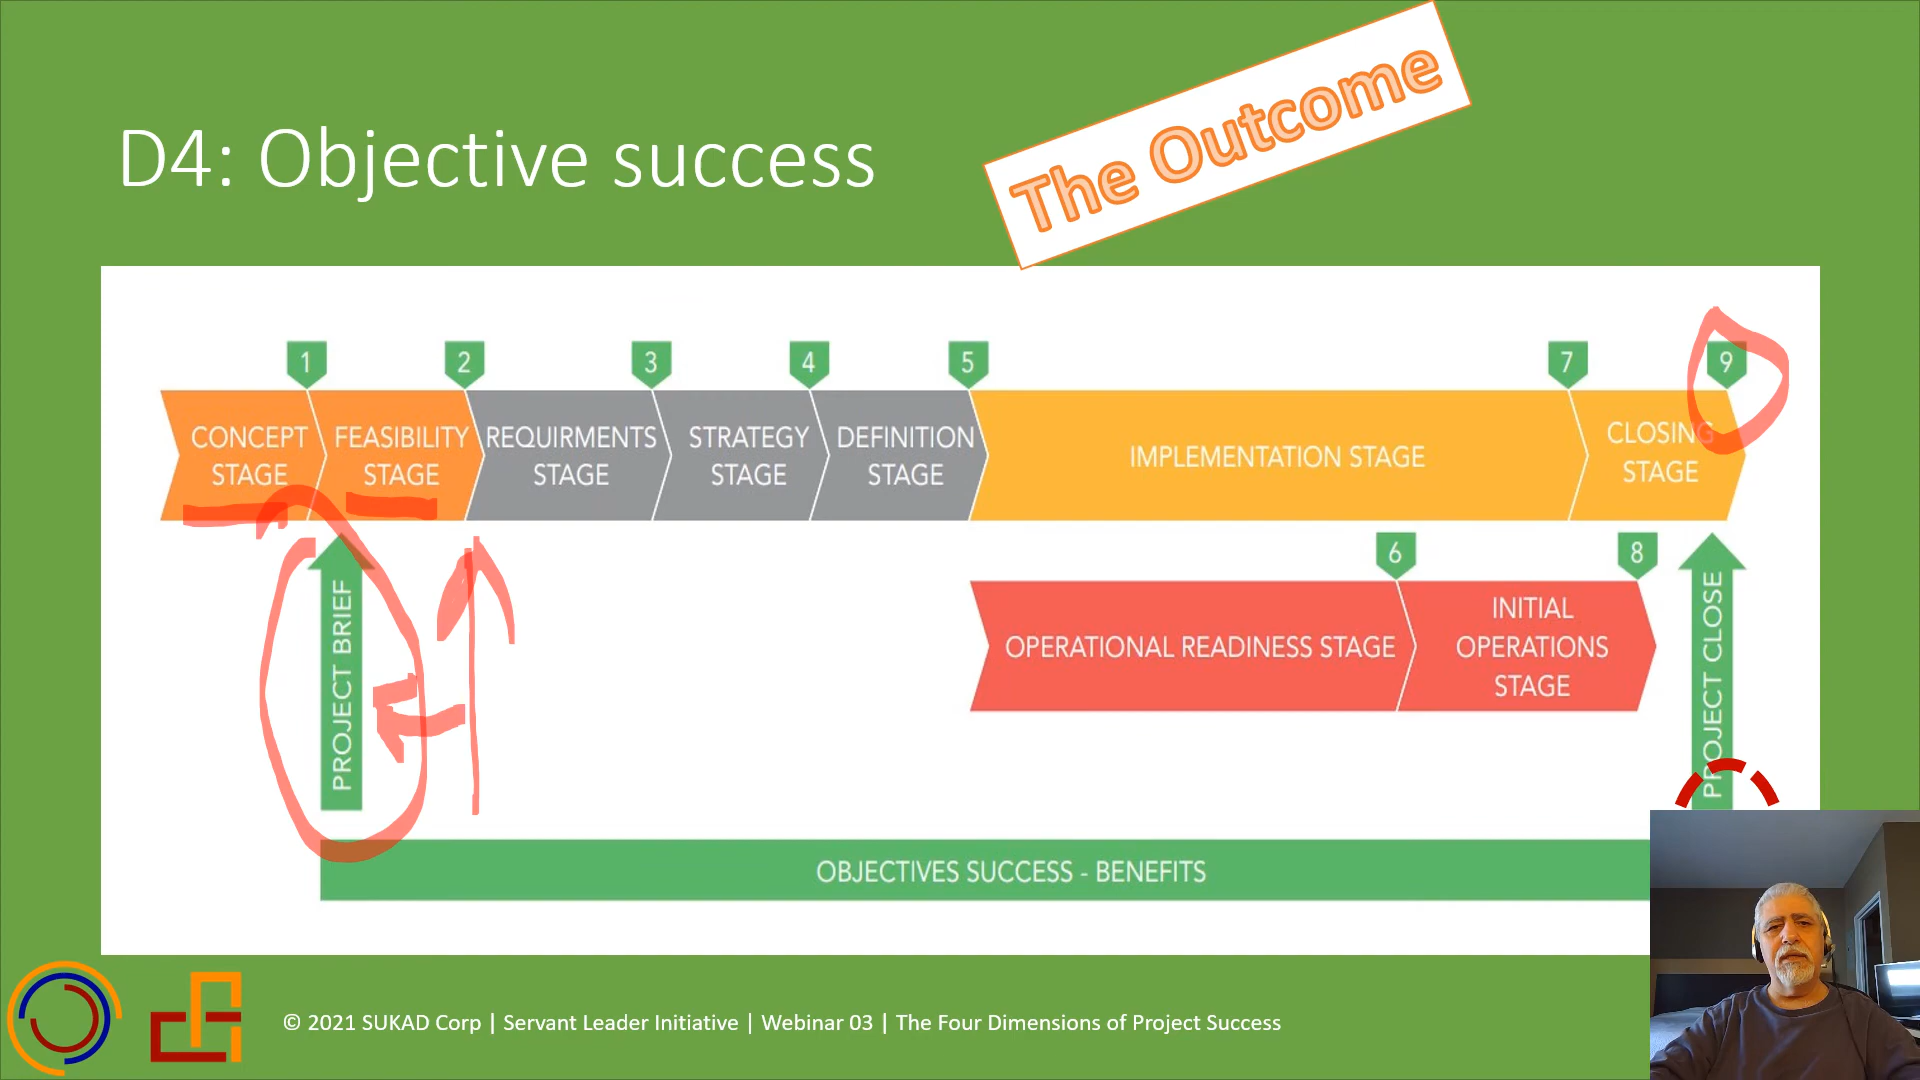 The Outcome
D4: Objective success
1
2
3
4
5
7
9
CONCEPT
STAGE
FEASIBILITY
STAGE
REQUIRMENTS
STAGE
STRATEGY
STAGE
DEFINITION
STAGE
IMPLEMENTATION STAGE
CLOSING
STAGE
6
8
OPERATIONAL READINESS STAGE
INITIAL
OPERATIONS
STAGE
PROJECT BRIEF
PROJECT CLOSE
OBJECTIVES SUCCESS - BENEFITS
© 2021 SUKAD Corp | Servant Leader Initiative | Webinar 03 | The Four Dimensions of Project Success